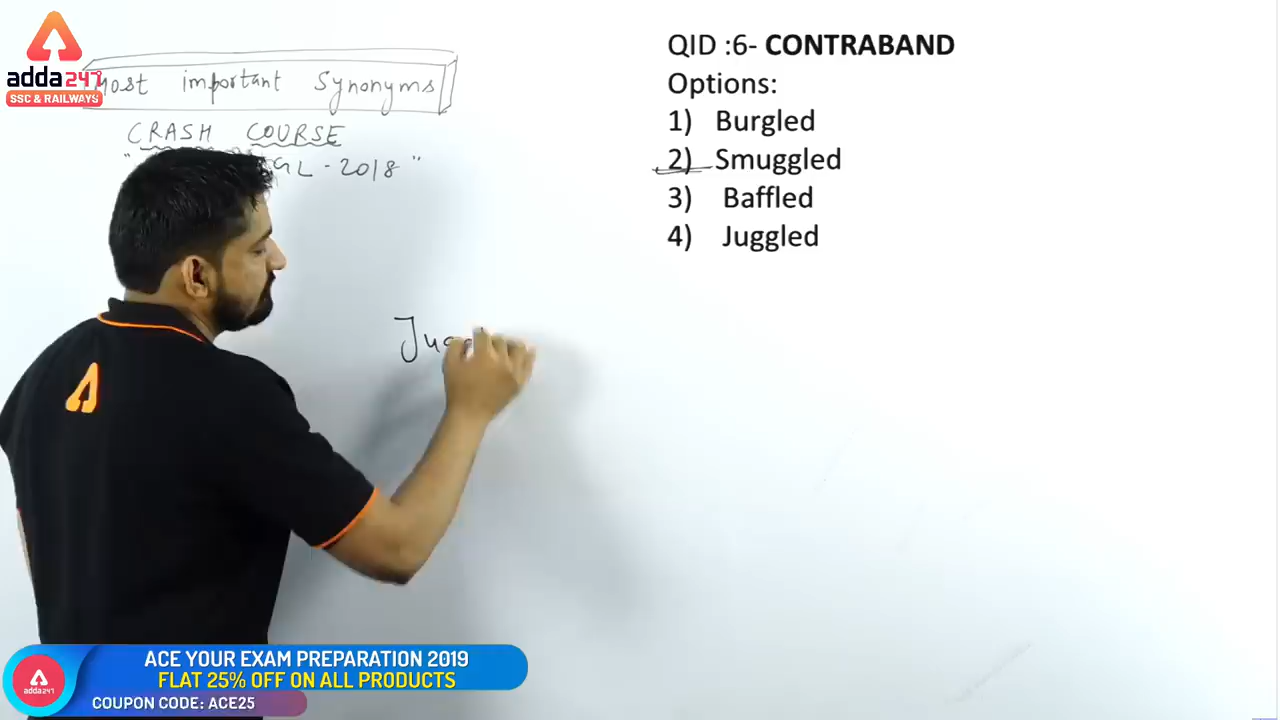 adda247
SSC & RAILWAYS
Most important Synonyms
CRASH COURSE
GL - 2018 "
QID :6- CONTRABAND
Options:
1) Burgled
2) Smuggled
3) Baffled
4) Juggled
ACE YOUR EXAM PREPARATION 2019
FLAT 25% OFF ON ALL PRODUCTS
COUPON CODE: ACE25
adda247